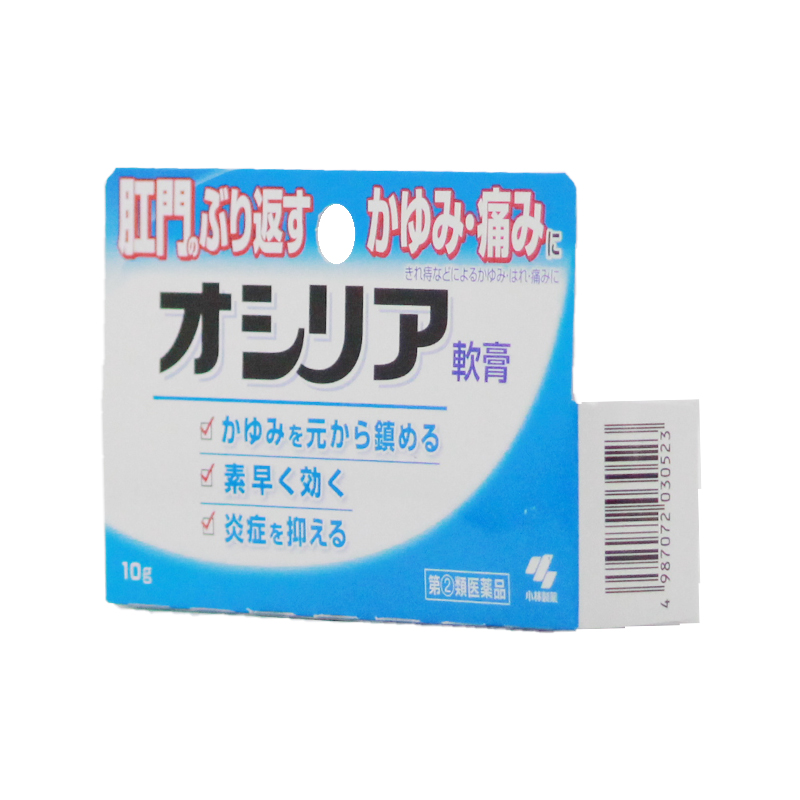 肛門のぶり返す かゆみ・痛みに
きれ痔などによるかゆみ・はれ・痛みに
オシリア 軟膏
かゆみを元から鎮める
素早く効く
炎症を抑える
10g
指②類医薬品
小林製薬
4 987072 030523